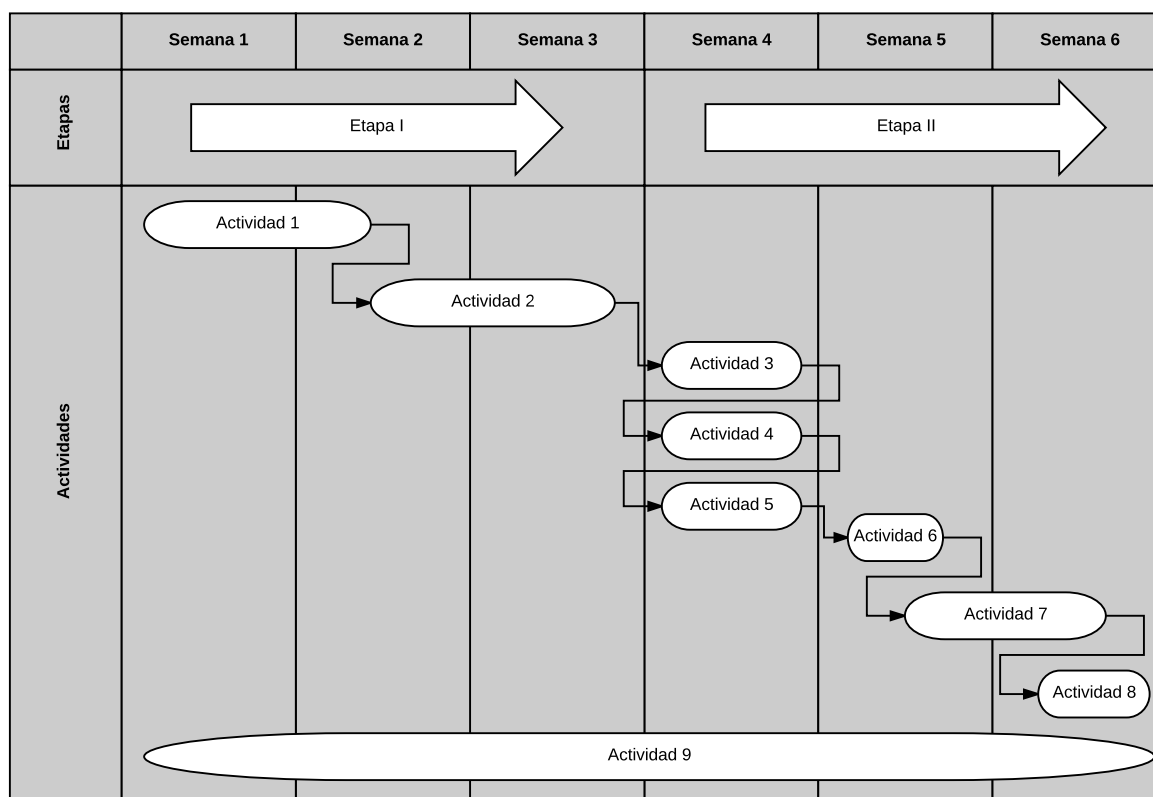 Semana 1
Semana 2
Semana 3
Semana 4
Semana 5
Semana 6
Etapas
Etapa I
Etapa II
Actividades
Actividad 1
Actividad 2
Actividad 3
Actividad 4
Actividad 5
Actividad 6
Actividad 7
Actividad 8
Actividad 9